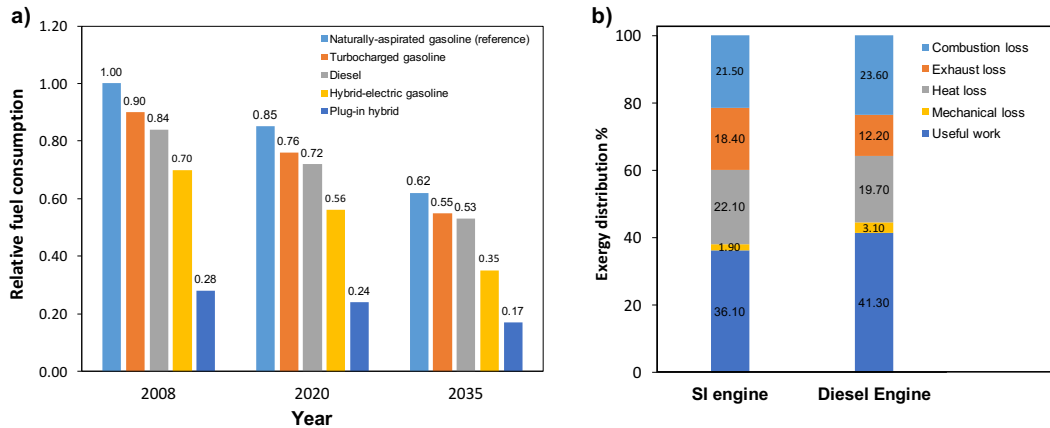 a)
Relative fuel consumption
1.20
1.00
0.80
0.60
0.40
0.20
0.00
Naturally-aspirated gasoline (reference)
Turbocharged gasoline
Diesel
Hybrid-electric gasoline
Plug-in hybrid
1.00
0.90
0.84
0.70
0.28
0.85
0.76
0.72
0.56
0.24
0.62
0.55
0.53
0.35
0.17
2008
2020
2035
Year
b)
Exergy distribution %
100
80
60
40
20
0
21.50
18.40
22.10
1.90
36.10
23.60
12.20
19.70
3.10
41.30
Combustion loss
Exhaust loss
Heat loss
Mechanical loss
Useful work
SI engine
Diesel Engine